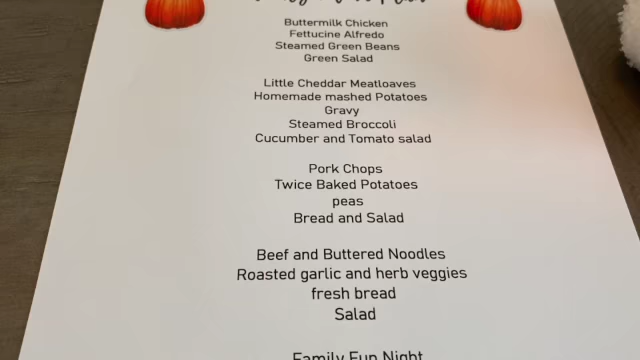 Buttermilk Chicken
Fettucine Alfredo
Steamed Green Beans
Green Salad
Little Cheddar Meatloaves
Homemade mashed Potatoes
Gravy
Steamed Broccoli
Cucumber and Tomato salad
Pork Chops
Twice Baked Potatoes
peas
Bread and Salad
Beef and Buttered Noodles
Roasted garlic and herb veggies
fresh bread
Salad
Family Fun Night